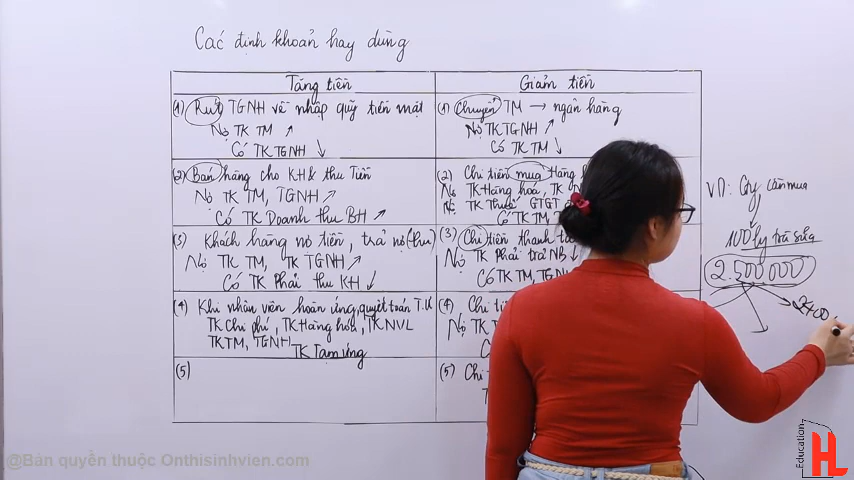 Các định khoản hay dùng
Tăng tiền
Giảm tiền
(1) Rút TGNH về nhập quỹ tiền mặt
Nợ TK TM ↗
Có TK TGNH ↓
(1) Chuyển TM → ngân hàng
Nợ TK TGNH ↗
Có TK TM ↓
(2) Bán hàng cho KH & thu Tiền
Nợ TK TM, TGNH ↗
Có TK Doanh thu BH ↗
(2) Chi tiền mua Hàng
Nợ TK Hàng hóa, TK
Nợ TK Thuế GTGT
Có TK TM, T
(3) Khách hàng nợ tiền, trả nợ (thu)
Nợ TK TM, TK TGNH ↗
Có TK Phải thu KH ↓
(3) Chi tiền thanh
Nợ TK Phải trả NB ↓
Có TK TM, TGN
(4) Khi nhân viên hoàn ứng, quyết toán T.Ư
TK Chi phí, TK Hàng hóa, TK NVL
TK TM, TGNH
TK Tạm ứng
(4) Chi ti
Nợ TK
(5)
(5) Chi
VD: Cty cần mua
100 ly trà sữa
2.500.000
2400
@Bản quyền thuộc Onthisinhvien.com
Education
HL